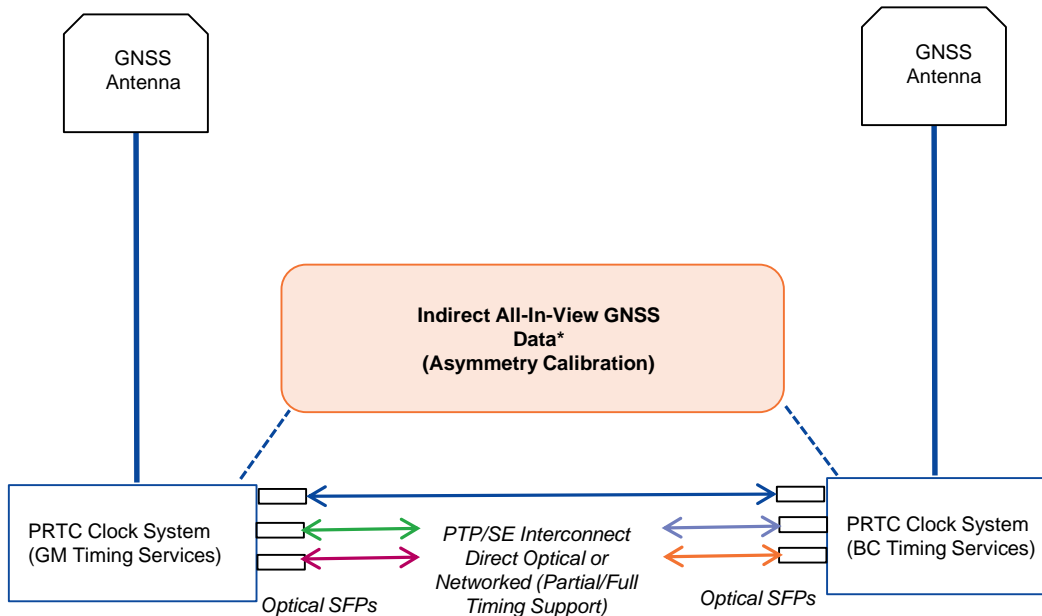 GNSS
Antenna
GNSS
Antenna
Indirect All-In-View GNSS
Data*
(Asymmetry Calibration)
PRTC Clock System
(GM Timing Services)
PTP/SE Interconnect
Direct Optical or
Networked (Partial/Full
Timing Support)
PRTC Clock System
(BC Timing Services)
Optical SFPs
Optical SFPs